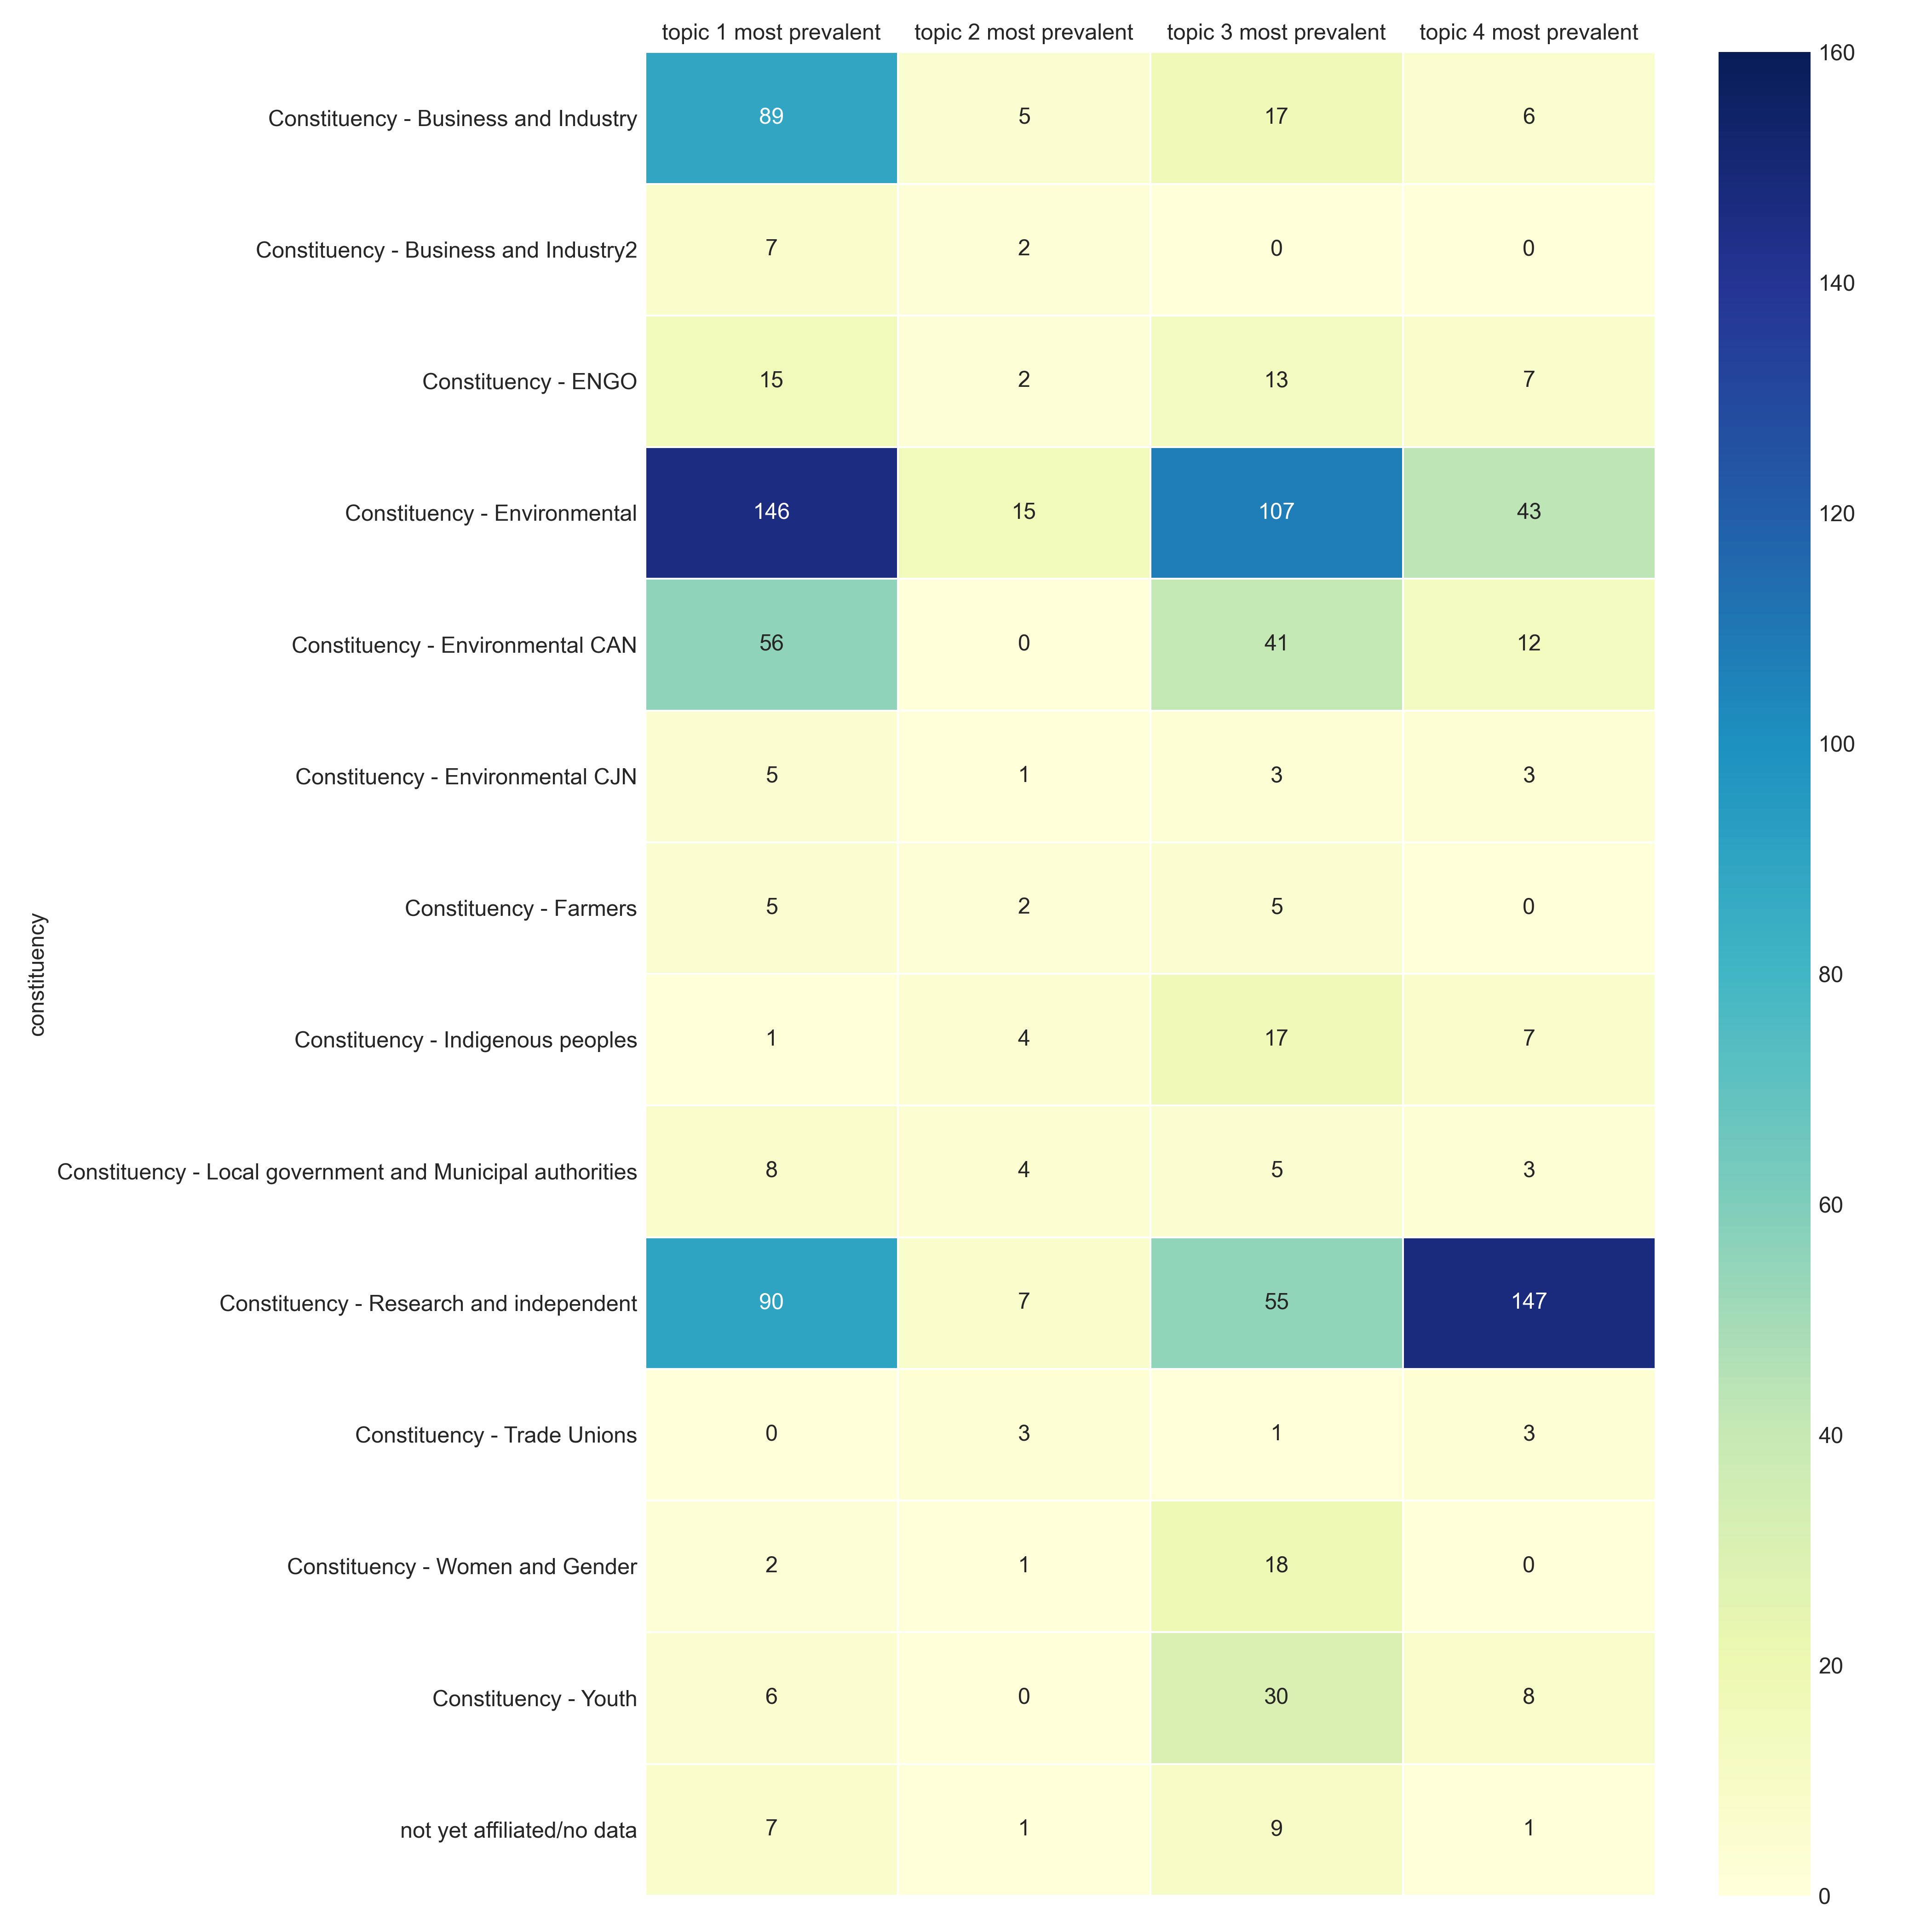 topic 1 most prevalent topic 2 most prevalent topic 3 most prevalent topic 4 most prevalent
160
Constituency - Business and Industry 89 5 17 6
Constituency - Business and Industry2 7 2 0 0
140
Constituency - ENGO 15 2 13 7
Constituency - Environmental 146 15 107 43
120
Constituency - Environmental CAN 56 0 41 12
100
Constituency - Environmental CJN 5 1 3 3
Constituency - Farmers 5 2 5 0
constituency
80
Constituency - Indigenous peoples 1 4 17 7
Constituency - Local government and Municipal authorities 8 4 5 3
60
Constituency - Research and independent 90 7 55 147
Constituency - Trade Unions 0 3 1 3
40
Constituency - Women and Gender 2 1 18 0
20
Constituency - Youth 6 0 30 8
not yet affiliated/no data 7 1 9 1
0